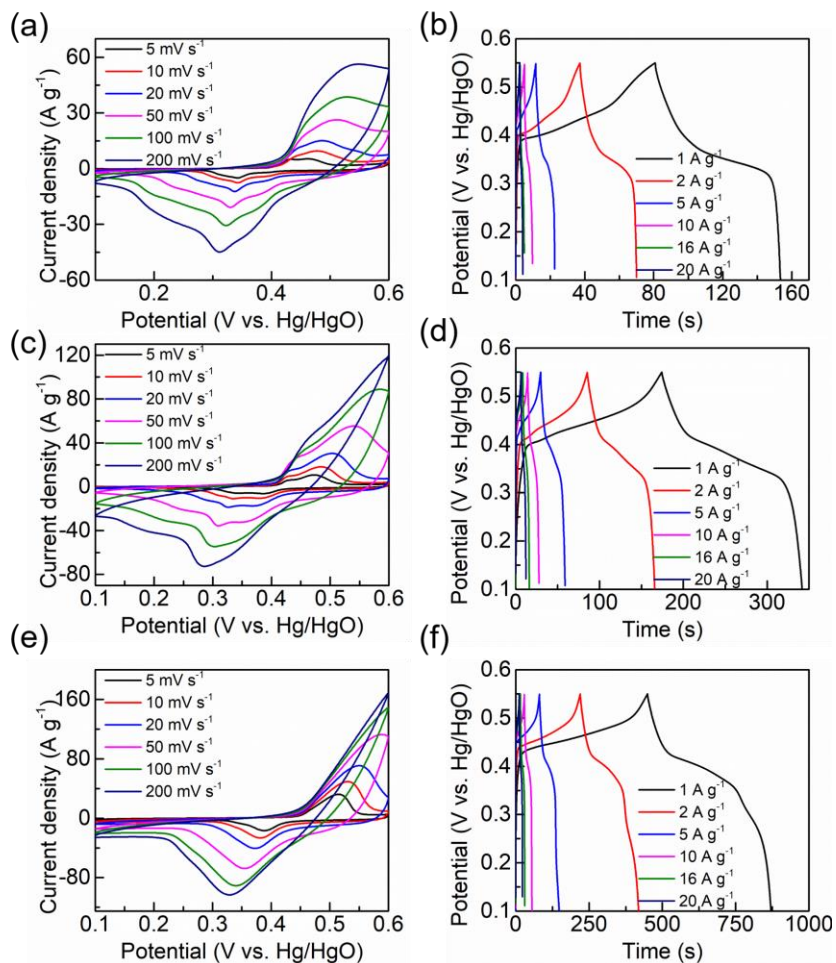 (a)
60
30
0
-30
-60
Current density (A g⁻¹)
5 mV s⁻¹
10 mV s⁻¹
20 mV s⁻¹
50 mV s⁻¹
100 mV s⁻¹
200 mV s⁻¹
0.2
0.4
0.6
Potential (V vs. Hg/HgO)
(b)
0.6
0.5
0.4
0.3
0.2
0.1
Potential (V vs. Hg/HgO)
1 A g⁻¹
2 A g⁻¹
5 A g⁻¹
10 A g⁻¹
16 A g⁻¹
20 A g⁻¹
0
40
80
120
160
Time (s)
(c)
120
80
40
0
-40
-80
Current density (A g⁻¹)
5 mV s⁻¹
10 mV s⁻¹
20 mV s⁻¹
50 mV s⁻¹
100 mV s⁻¹
200 mV s⁻¹
0.1
0.2
0.3
0.4
0.5
0.6
Potential (V vs. Hg/HgO)
(d)
0.6
0.5
0.4
0.3
0.2
0.1
Potential (V vs. Hg/HgO)
1 A g⁻¹
2 A g⁻¹
5 A g⁻¹
10 A g⁻¹
16 A g⁻¹
20 A g⁻¹
0
100
200
300
Time (s)
(e)
160
80
0
-80
Current density (A g⁻¹)
5 mV s⁻¹
10 mV s⁻¹
20 mV s⁻¹
50 mV s⁻¹
100 mV s⁻¹
200 mV s⁻¹
0.1
0.2
0.3
0.4
0.5
0.6
Potential (V vs. Hg/HgO)
(f)
0.6
0.5
0.4
0.3
0.2
0.1
Potential (V vs. Hg/HgO)
1 A g⁻¹
2 A g⁻¹
5 A g⁻¹
10 A g⁻¹
16 A g⁻¹
20 A g⁻¹
0
250
500
750
1000
Time (s)